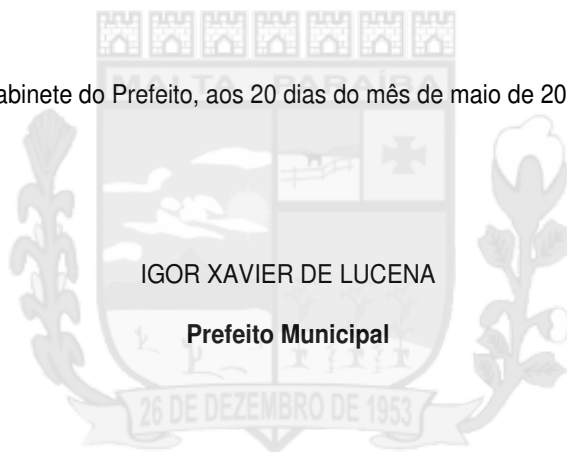 MALTA PARAÍBA
abinete do Prefeito, aos 20 dias do mês de maio de 20
IGOR XAVIER DE LUCENA
Prefeito Municipal
26 DE DEZEMBRO DE 1953